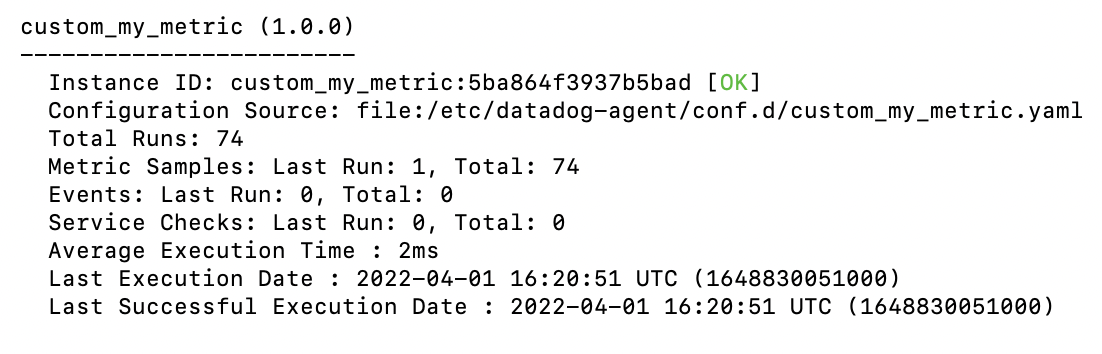 custom_my_metric (1.0.0)
------------------------
Instance ID: custom_my_metric:5ba864f3937b5bad [OK]
Configuration Source: file:/etc/datadog-agent/conf.d/custom_my_metric.yaml
Total Runs: 74
Metric Samples: Last Run: 1, Total: 74
Events: Last Run: 0, Total: 0
Service Checks: Last Run: 0, Total: 0
Average Execution Time : 2ms
Last Execution Date : 2022-04-01 16:20:51 UTC (1648830051000)
Last Successful Execution Date : 2022-04-01 16:20:51 UTC (1648830051000)